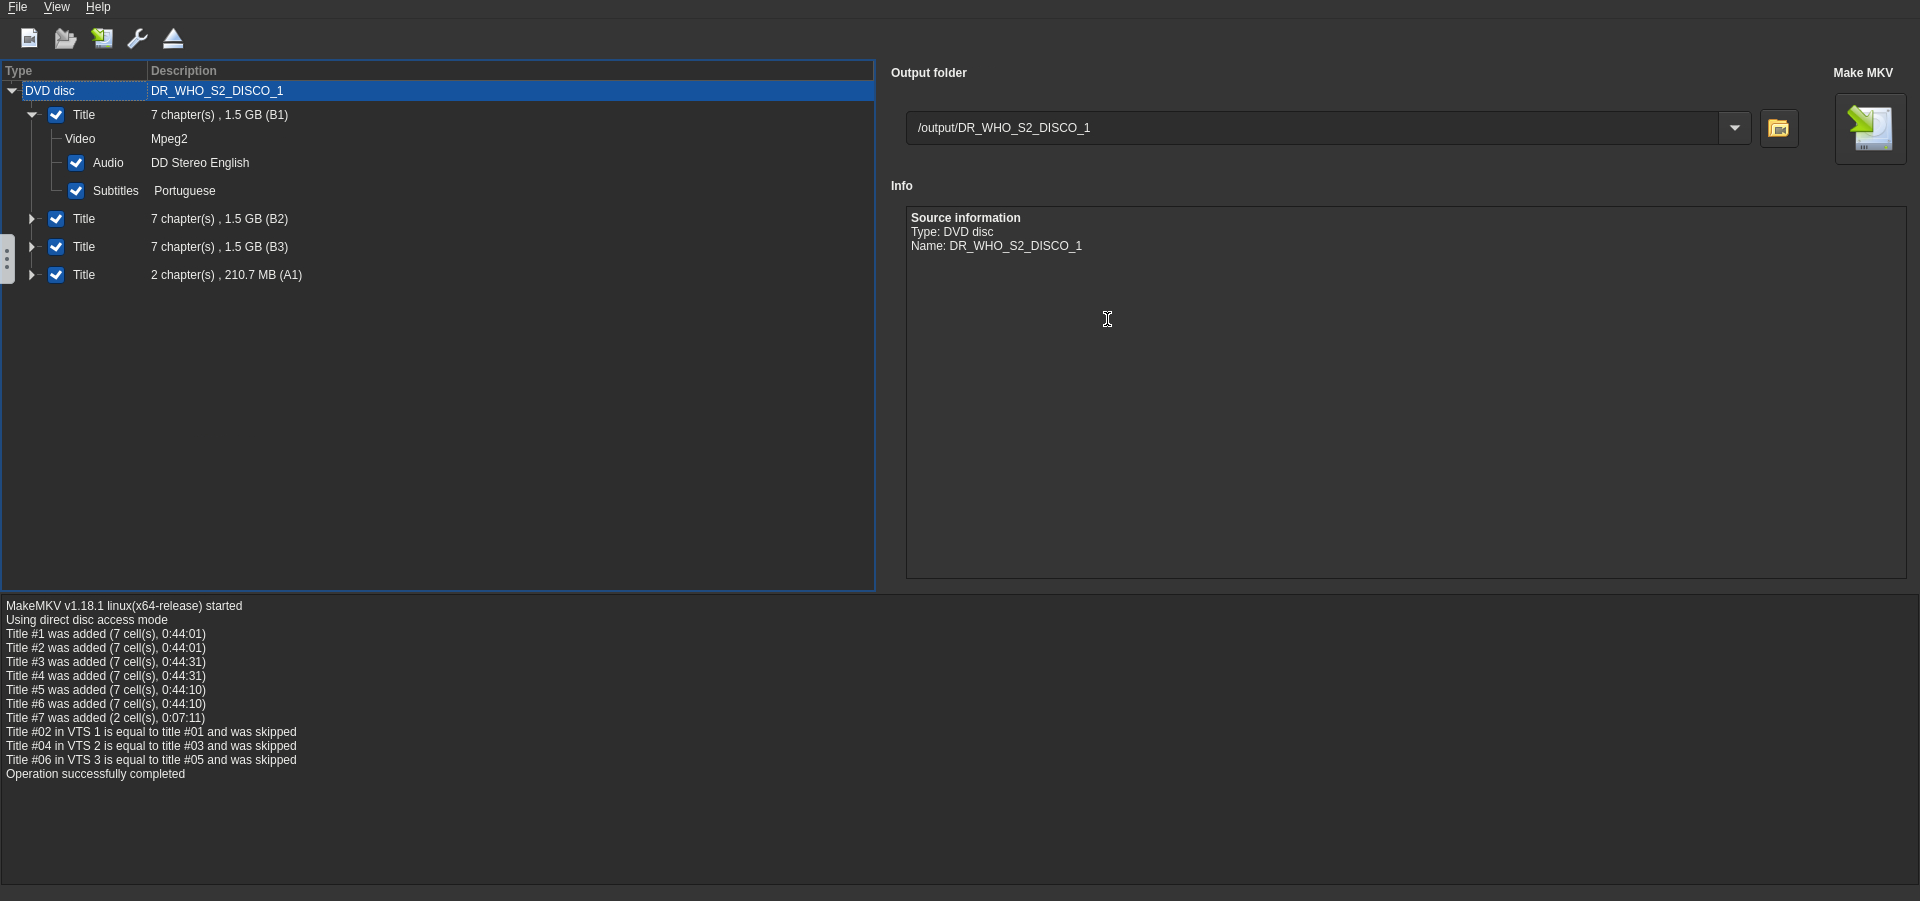 File View Help
Type Description
DVD disc DR_WHO_S2_DISCO_1
Title 7 chapter(s) , 1.5 GB (B1)
Video Mpeg2
Audio DD Stereo English
Subtitles Portuguese
Title 7 chapter(s) , 1.5 GB (B2)
Title 7 chapter(s) , 1.5 GB (B3)
Title 2 chapter(s) , 210.7 MB (A1)
Output folder
Make MKV
/output/DR_WHO_S2_DISCO_1
Info
Source information
Type: DVD disc
Name: DR_WHO_S2_DISCO_1
MakeMKV v1.18.1 linux(x64-release) started
Using direct disc access mode
Title #1 was added (7 cell(s), 0:44:01)
Title #2 was added (7 cell(s), 0:44:01)
Title #3 was added (7 cell(s), 0:44:31)
Title #4 was added (7 cell(s), 0:44:31)
Title #5 was added (7 cell(s), 0:44:10)
Title #6 was added (7 cell(s), 0:44:10)
Title #7 was added (2 cell(s), 0:07:11)
Title #02 in VTS 1 is equal to title #01 and was skipped
Title #04 in VTS 2 is equal to title #03 and was skipped
Title #06 in VTS 3 is equal to title #05 and was skipped
Operation successfully completed